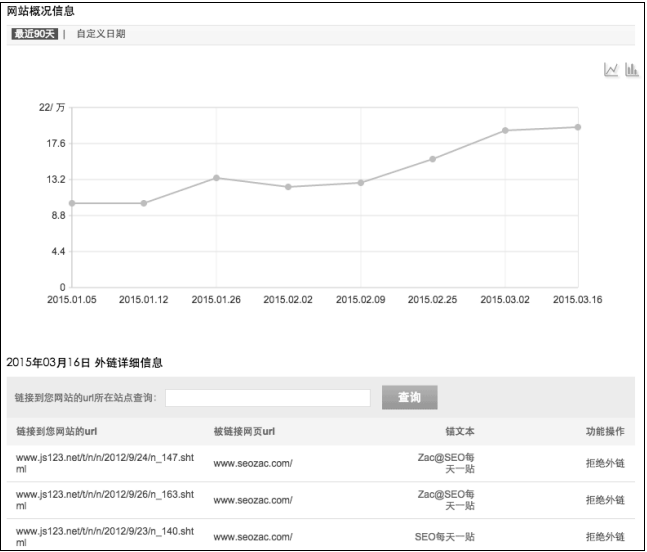 网站概况信息
最近90天 | 自定义日期
22/ 万
17.6
13.2
8.8
4.4
0
2015.01.05 2015.01.12 2015.01.26 2015.02.02 2015.02.09 2015.02.25 2015.03.02 2015.03.16
2015年03月16日 外链详细信息
链接到您网站的url所在站点查询: 查询
链接到您网站的url 被链接网页url 锚文本 功能操作
www.js123.net/t/n/n/2012/9/24/n_147.sht
ml
www.seozac.com/
Zac@SEO每
天一贴
拒绝外链
www.js123.net/t/n/n/2012/9/26/n_163.sht
ml
www.seozac.com/
Zac@SEO每
天一贴
拒绝外链
www.js123.net/t/n/n/2012/9/23/n_140.sht
ml
www.seozac.com/
SEO每天一贴
拒绝外链